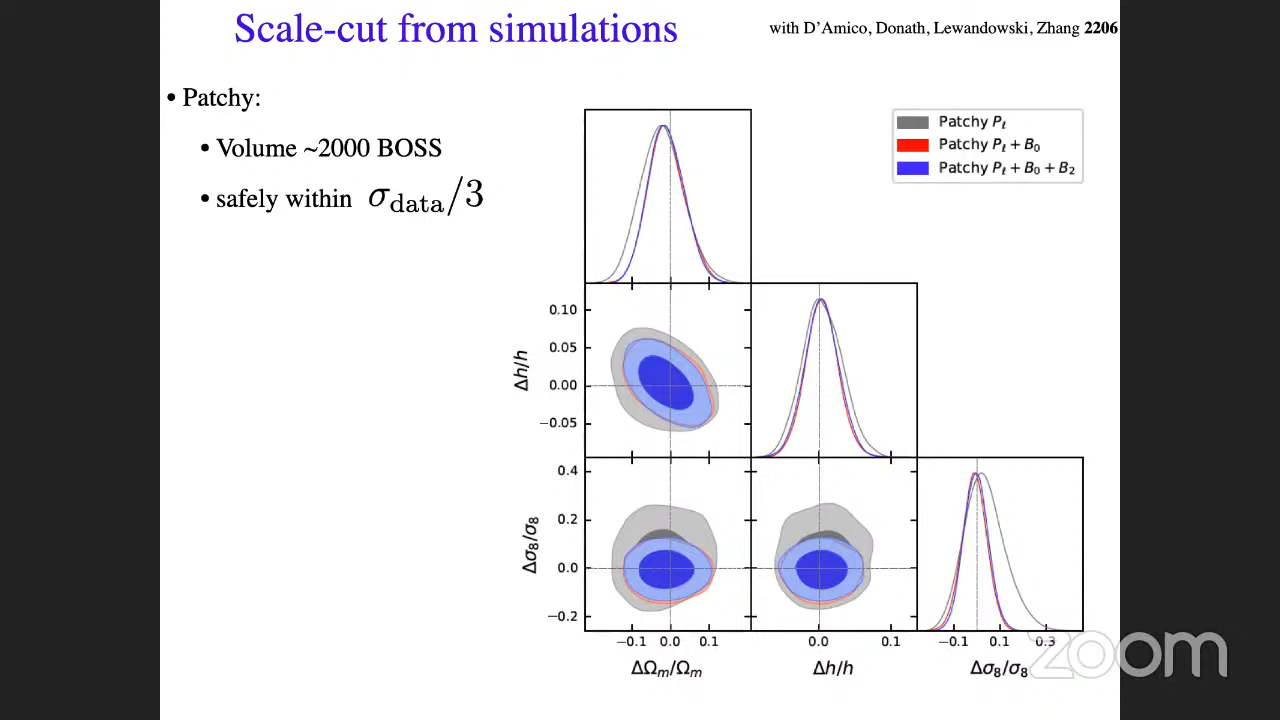 Scale-cut from simulations
with D'Amico, Donath, Lewandowski, Zhang 2206
• Patchy:
• Volume ~2000 BOSS
• safely within σ_data/3
Patchy Pℓ
Patchy Pℓ + B₀
Patchy Pℓ + B₀ + B₂
0.10
0.05
0.00
−0.05
Δh/h
0.4
0.2
0.0
−0.2
Δσ₈/σ₈
−0.1 0.0 0.1
0.0 0.1
−0.1 0.1 0.3
ΔΩₘ/Ωₘ
Δh/h
Δσ₈/σ₈
zoom